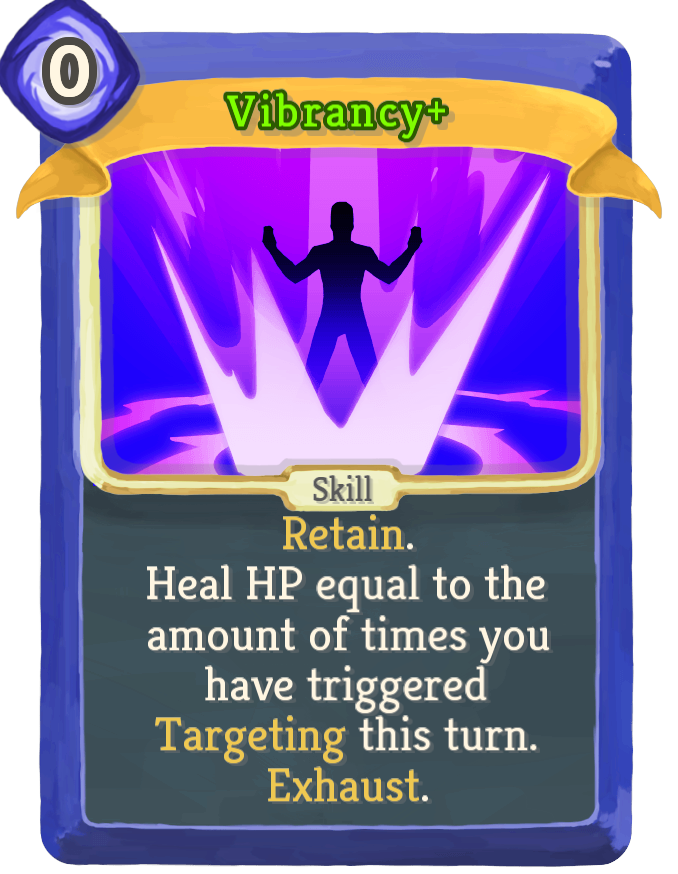 0
Vibrancy+
Skill
Retain.
Heal HP equal to the
amount of times you
have triggered
Targeting this turn.
Exhaust.